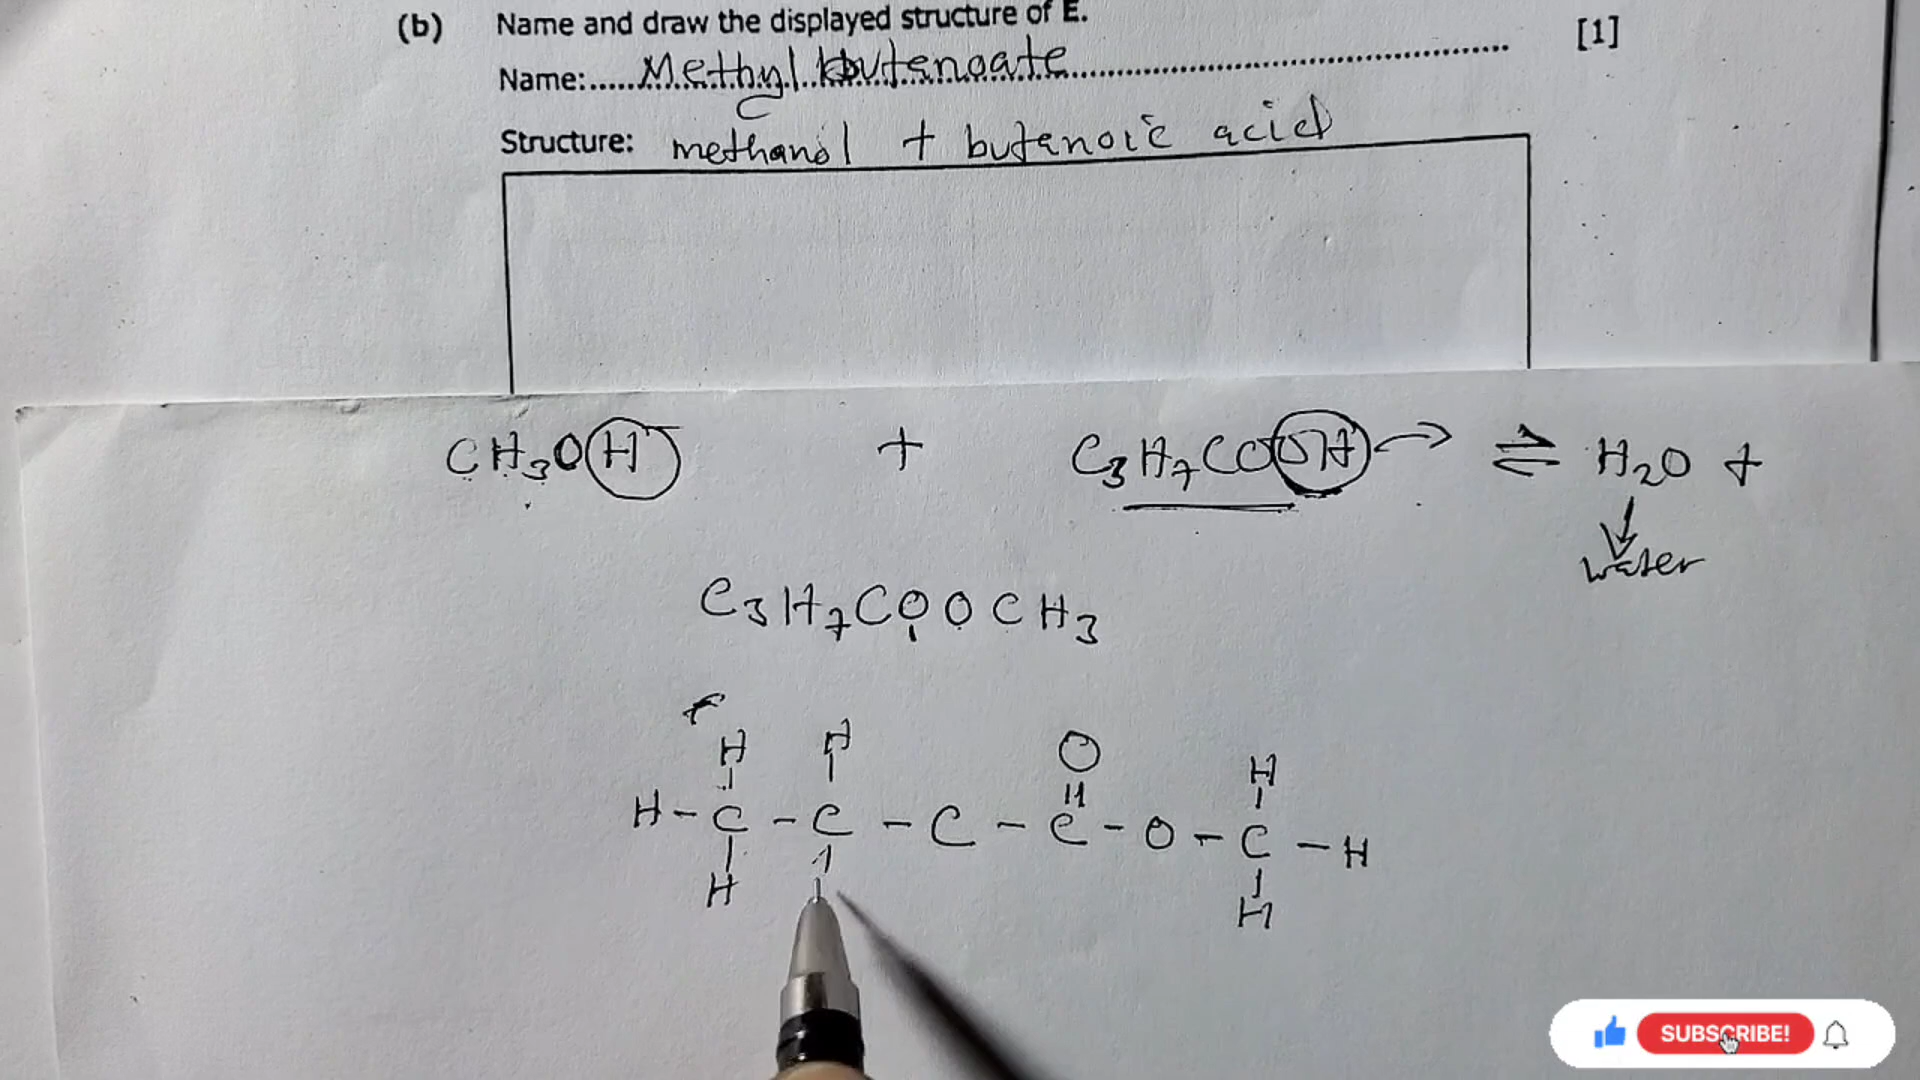 (b) Name and draw the displayed structure of E. [1]
Name:.....Methyl butenoate
Structure: methanol + butenoic acid
CH3OH + C3H7COOH → ⇌ H2O +
water
C3H7COOCH3
H H O H
H-C-C-C-C-O-C-H
H H
SUBSCRIBE!